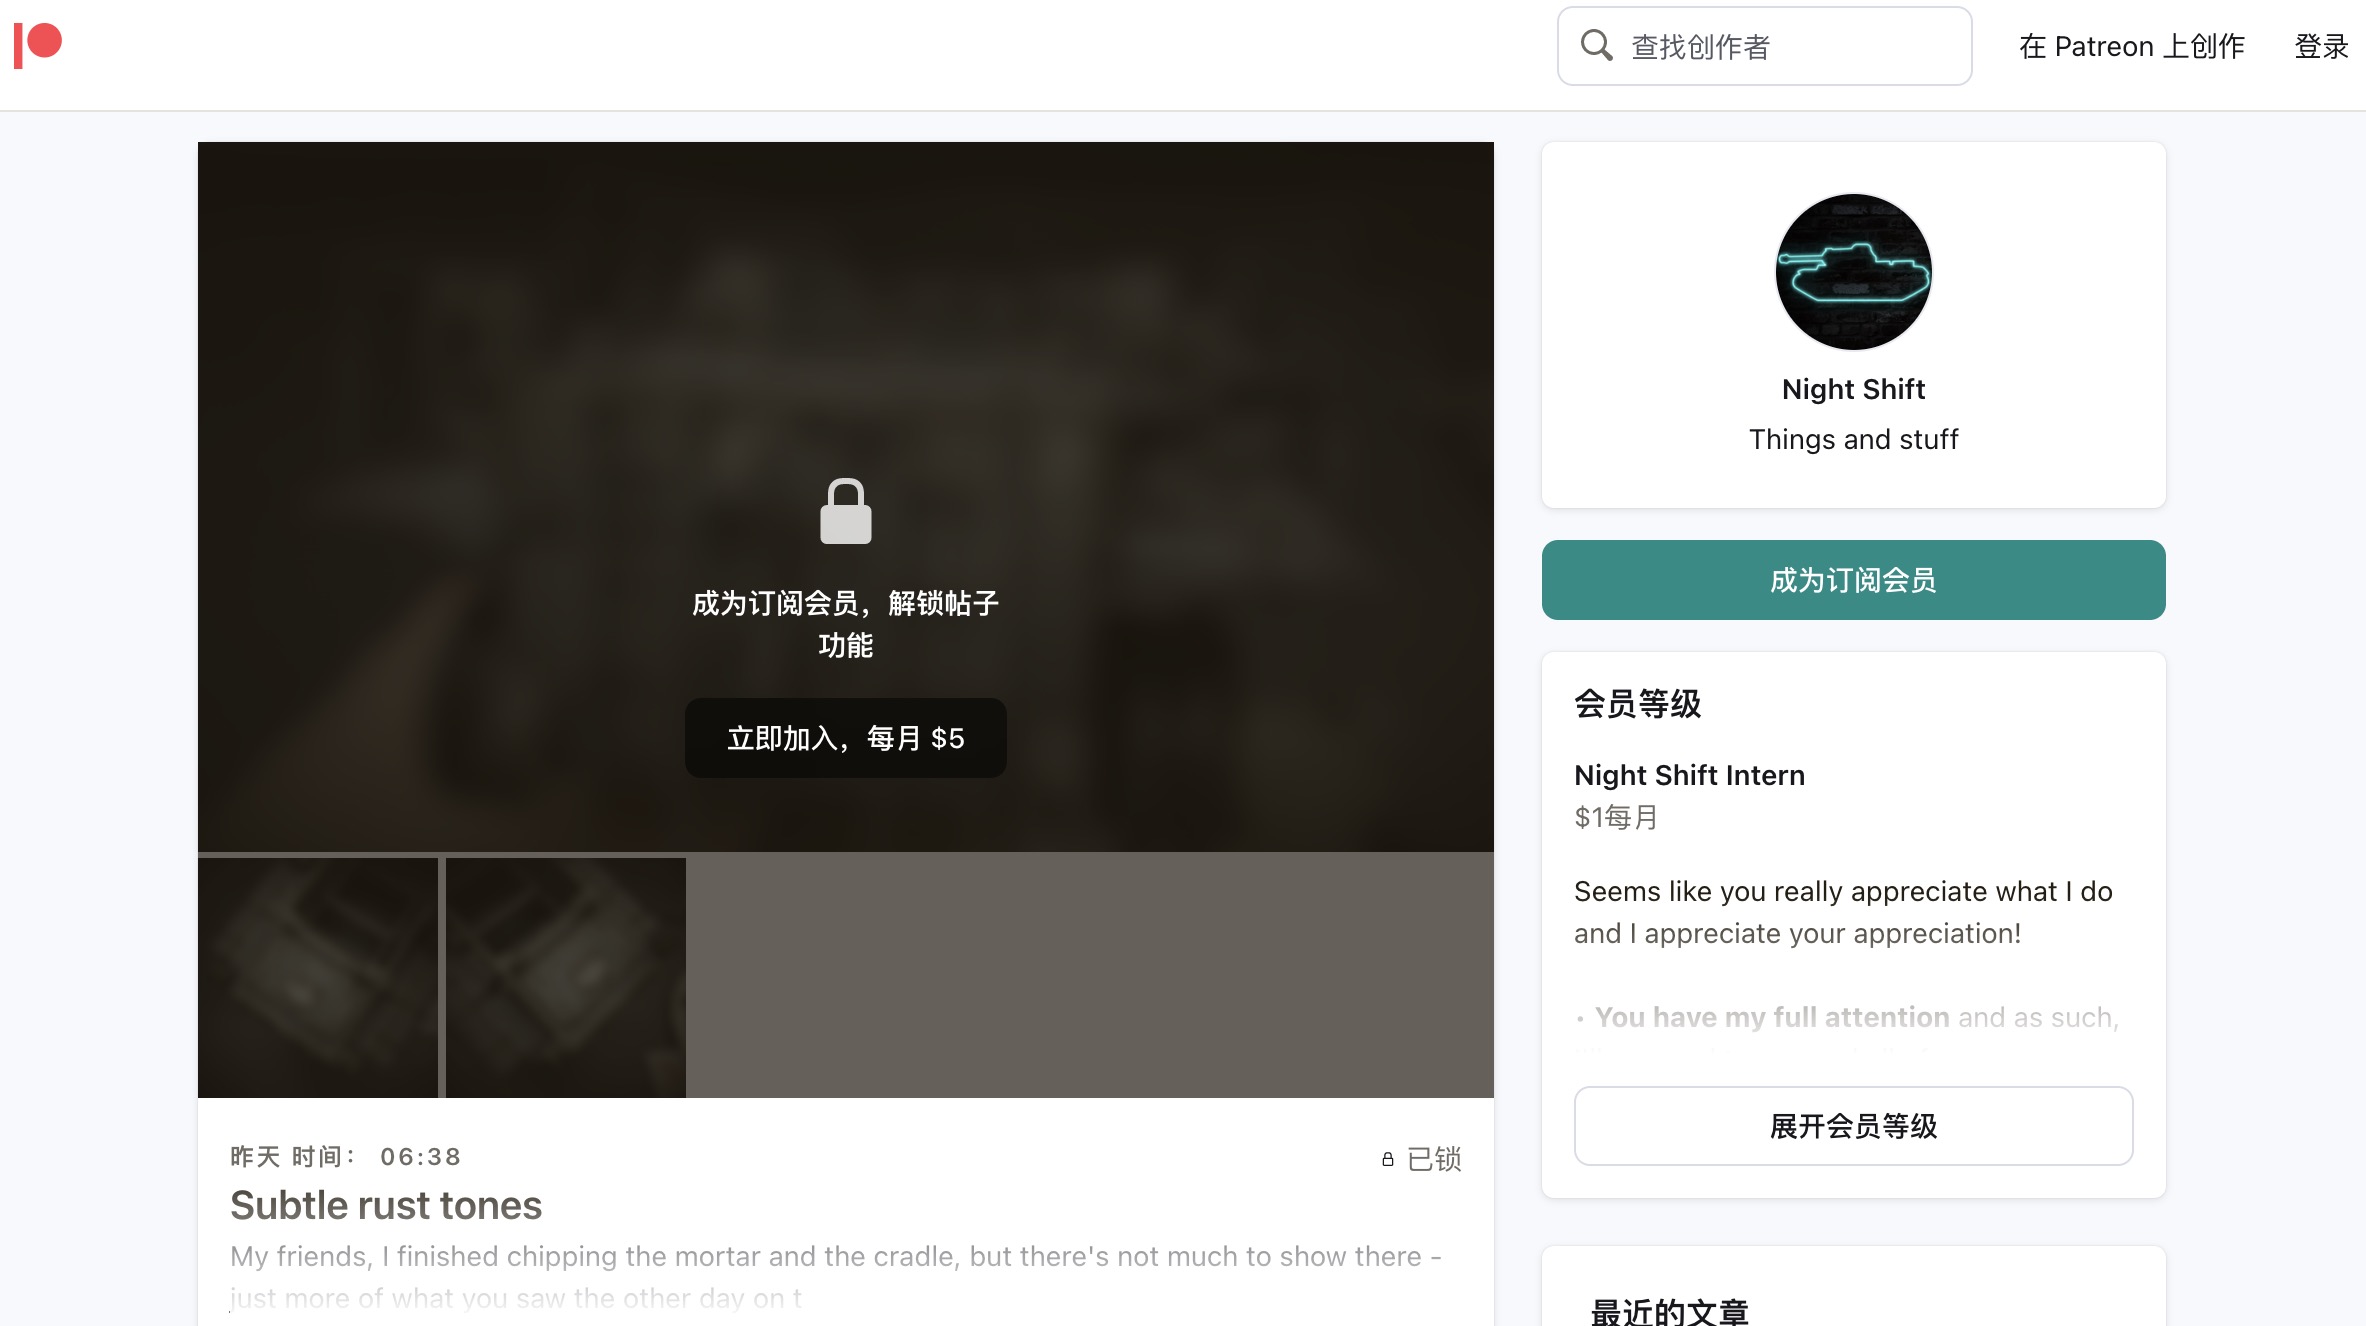 查找创作者
在 Patreon 上创作
登录
成为订阅会员，解锁帖子
功能
立即加入，每月 $5
昨天 时间： 06:38
已锁
Subtle rust tones
My friends, I finished chipping the mortar and the cradle, but there's not much to show there -
just more of what you saw the other day on t
Night Shift
Things and stuff
成为订阅会员
会员等级
Night Shift Intern
$1每月
Seems like you really appreciate what I do
and I appreciate your appreciation!
• You have my full attention and as such,
展开会员等级
最近的文章